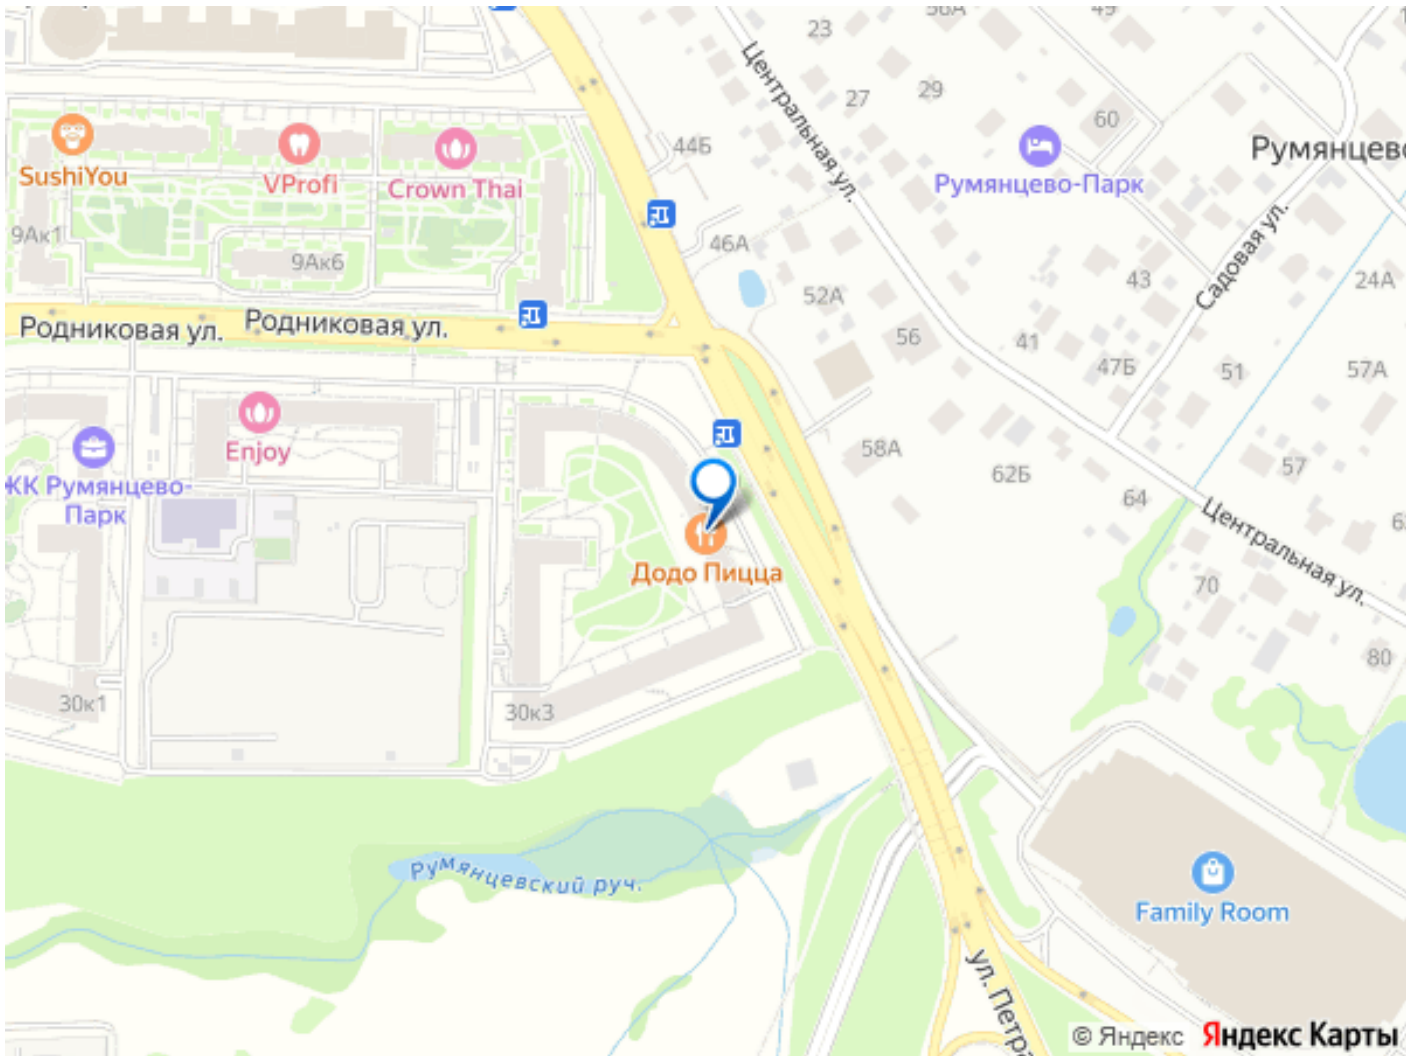 23
49
Центральная ул.
27
29
60
44Б
Румянцево-Парк
Румянцево
SushiYou
VProfi
Crown Thai
9Ак1
9Ак6
46А
52А
43
Садовая ул.
24А
Родниковая ул.
Родниковая ул.
56
41
47Б
51
57А
Enjoy
58А
62Б
57
64
ЖК Румянцево-
Парк
Центральная ул.
Додо Пицца
70
80
30к1
30к3
Румянцевский руч.
Family Room
ул. Петра
© Яндекс
Яндекс Карты